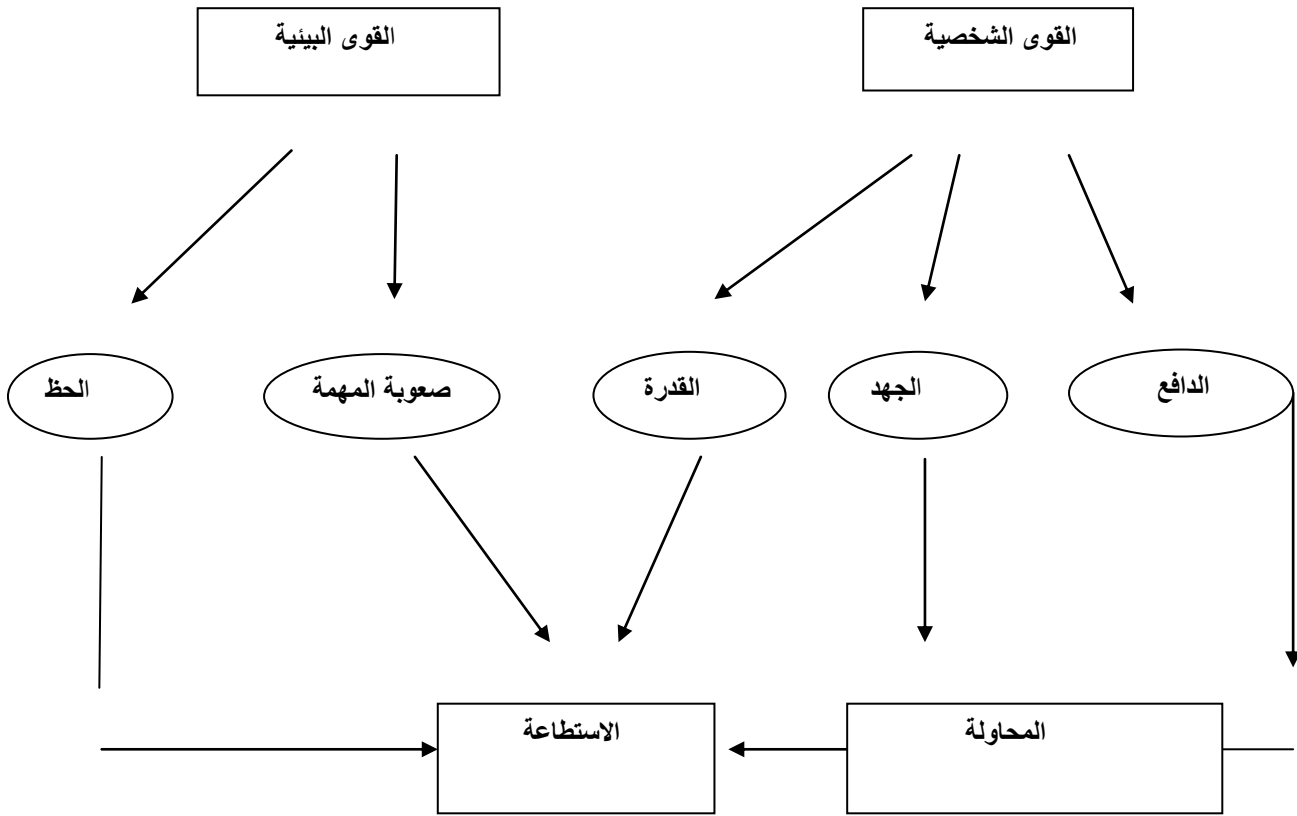 القوى الشخصية
القوى البيئية
الدافع
الجهد
القدرة
صعوبة المهمة
الحظ
المحاولة
الاستطاعة